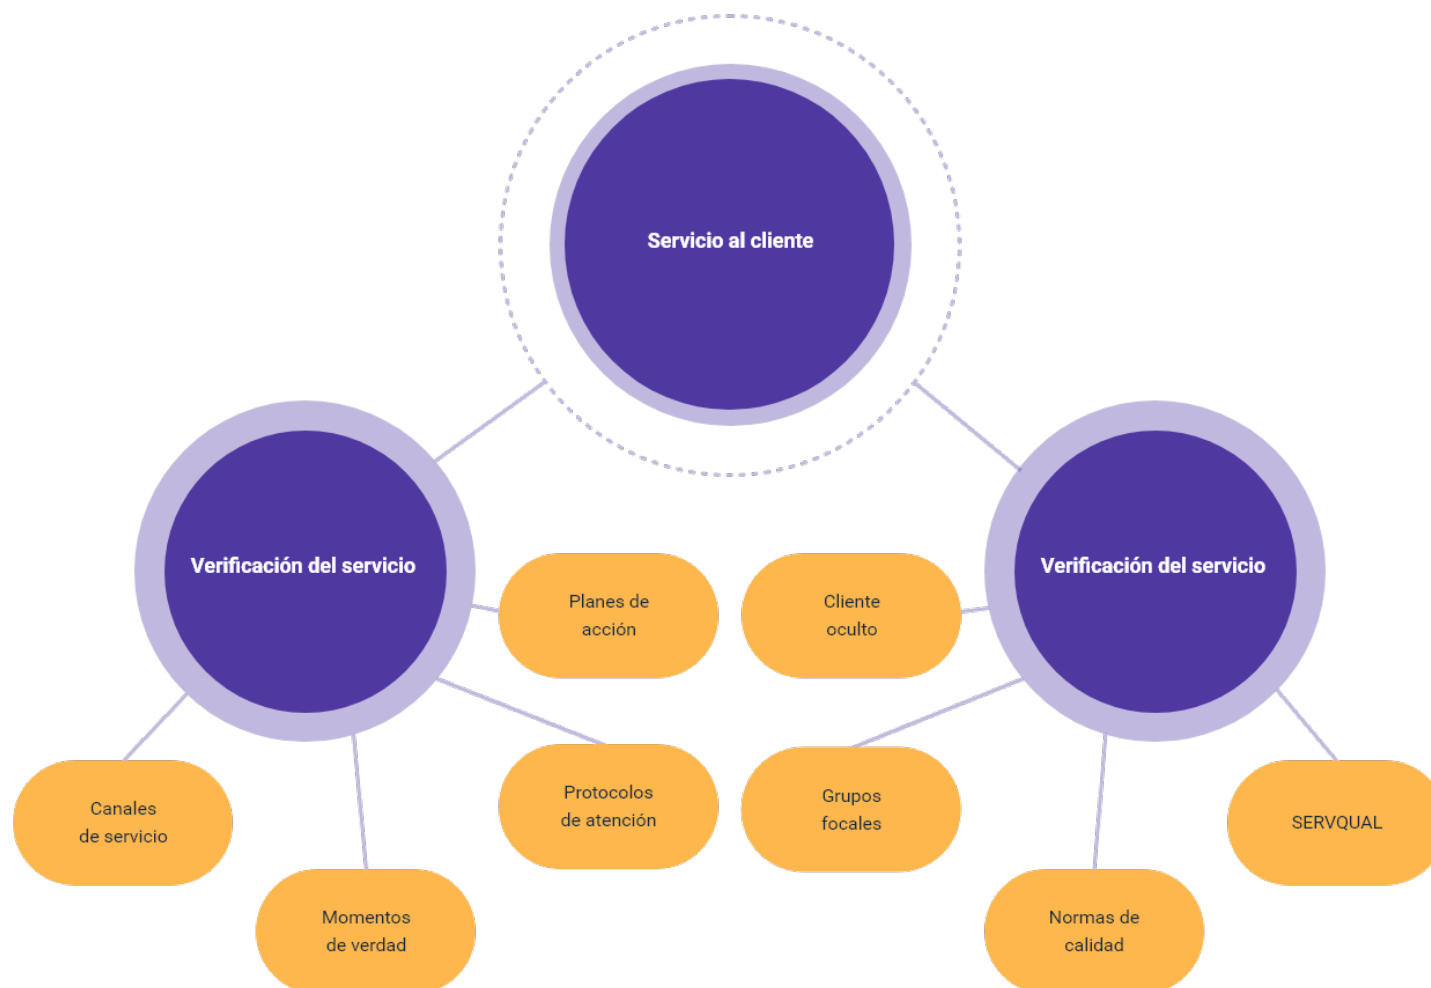 Servicio al cliente
Verificación del servicio
Verificación del servicio
Planes de
acción
Cliente
oculto
Canales
de servicio
Protocolos
de atención
Grupos
focales
SERVQUAL
Momentos
de verdad
Normas de
calidad